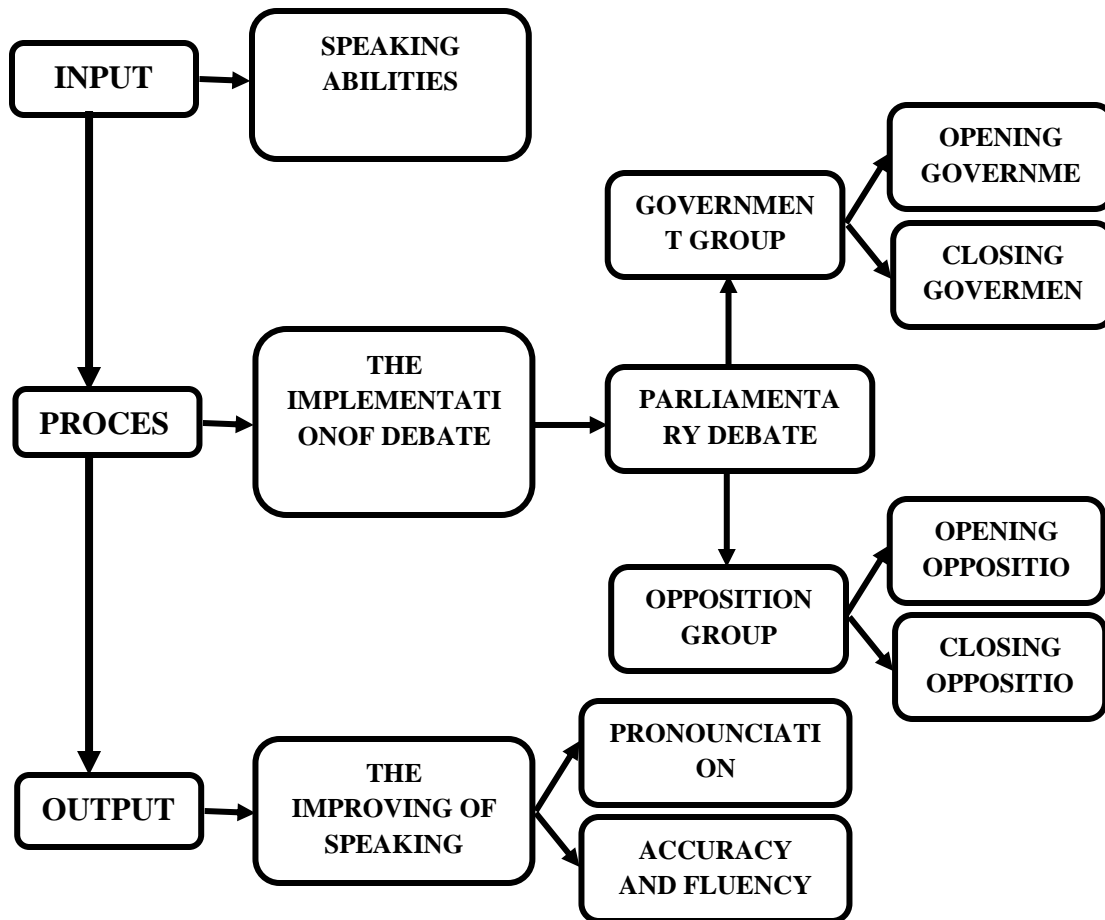 INPUT
SPEAKING
ABILITIES
OPENING
GOVERNME
GOVERNMEN
T GROUP
CLOSING
GOVERMEN
PROCES
THE
IMPLEMENTATI
ONOF DEBATE
PARLIAMENTA
RY DEBATE
OPPOSITION
GROUP
OPENING
OPPOSITIO
CLOSING
OPPOSITIO
OUTPUT
THE
IMPROVING OF
SPEAKING
PRONOUNCIATI
ON
ACCURACY
AND FLUENCY